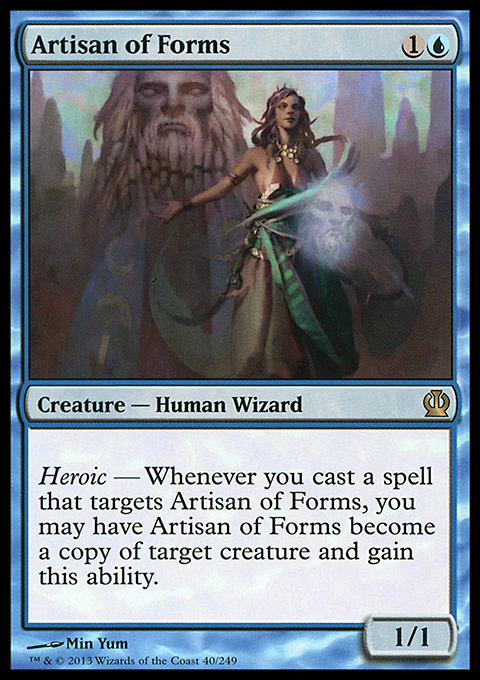 Artisan of Forms 1
Creature — Human Wizard
Heroic — Whenever you cast a spell
that targets Artisan of Forms, you
may have Artisan of Forms become
a copy of target creature and gain
this ability.
1/1
Min Yum
™ & © 2013 Wizards of the Coast 40/249